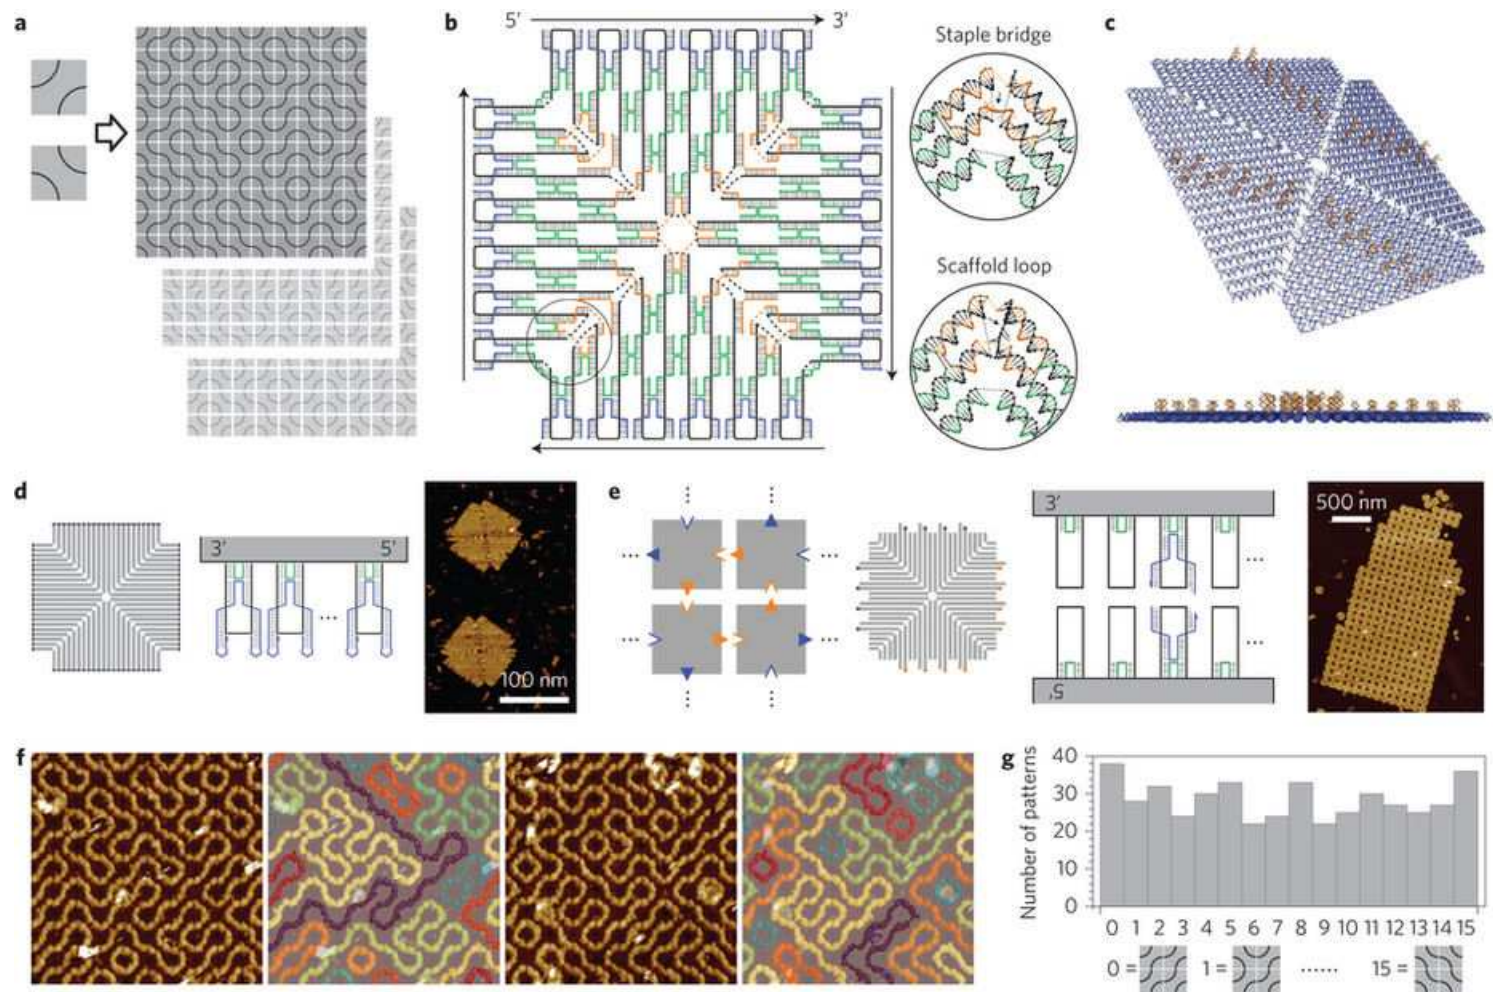 a
b
5′ 3′
Staple bridge
Scaffold loop
c
d
3′ 5′
100 nm
e
3′
5′
500 nm
f
g
Number of patterns
40
30
20
10
0
0 1 2 3 4 5 6 7 8 9 10 11 12 13 14 15
0 = 1 = ...... 15 =